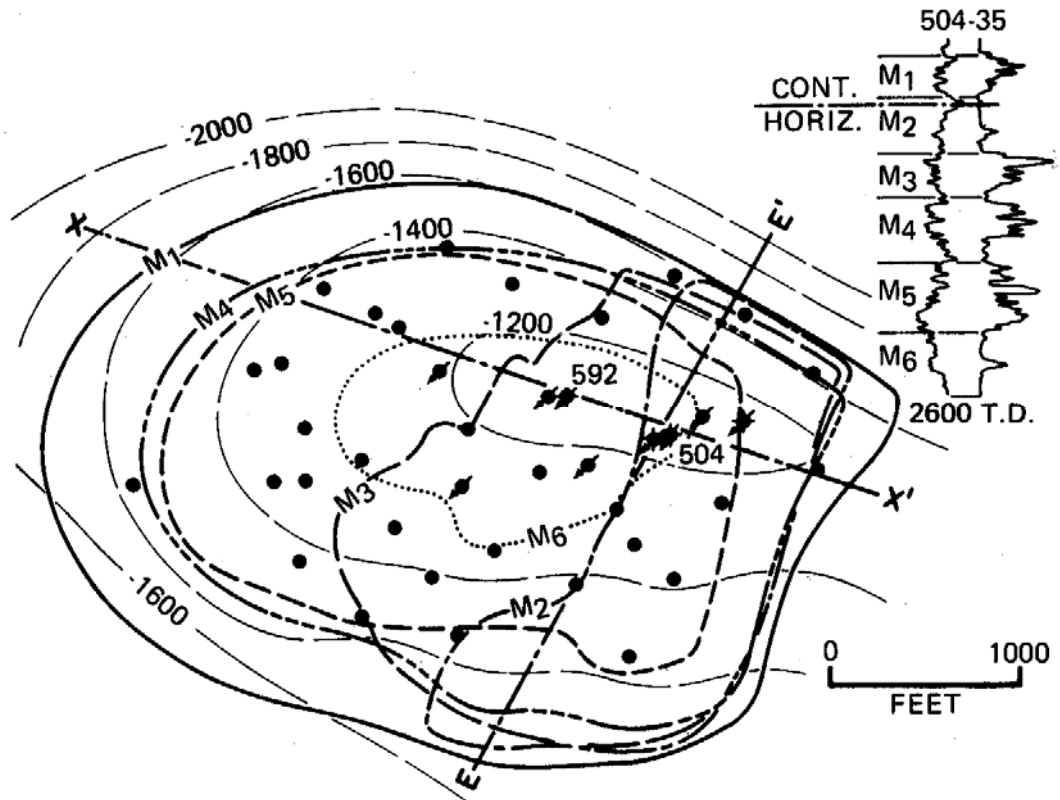 504-35
M1
CONT.
HORIZ.
M2
M3
M4
M5
M6
2600 T.D.
-2000
-1800
-1600
-1400
-1200
X
M1
M4
M5
E'
592
504
X'
M3
M6
M2
-1600
E
0 1000
FEET